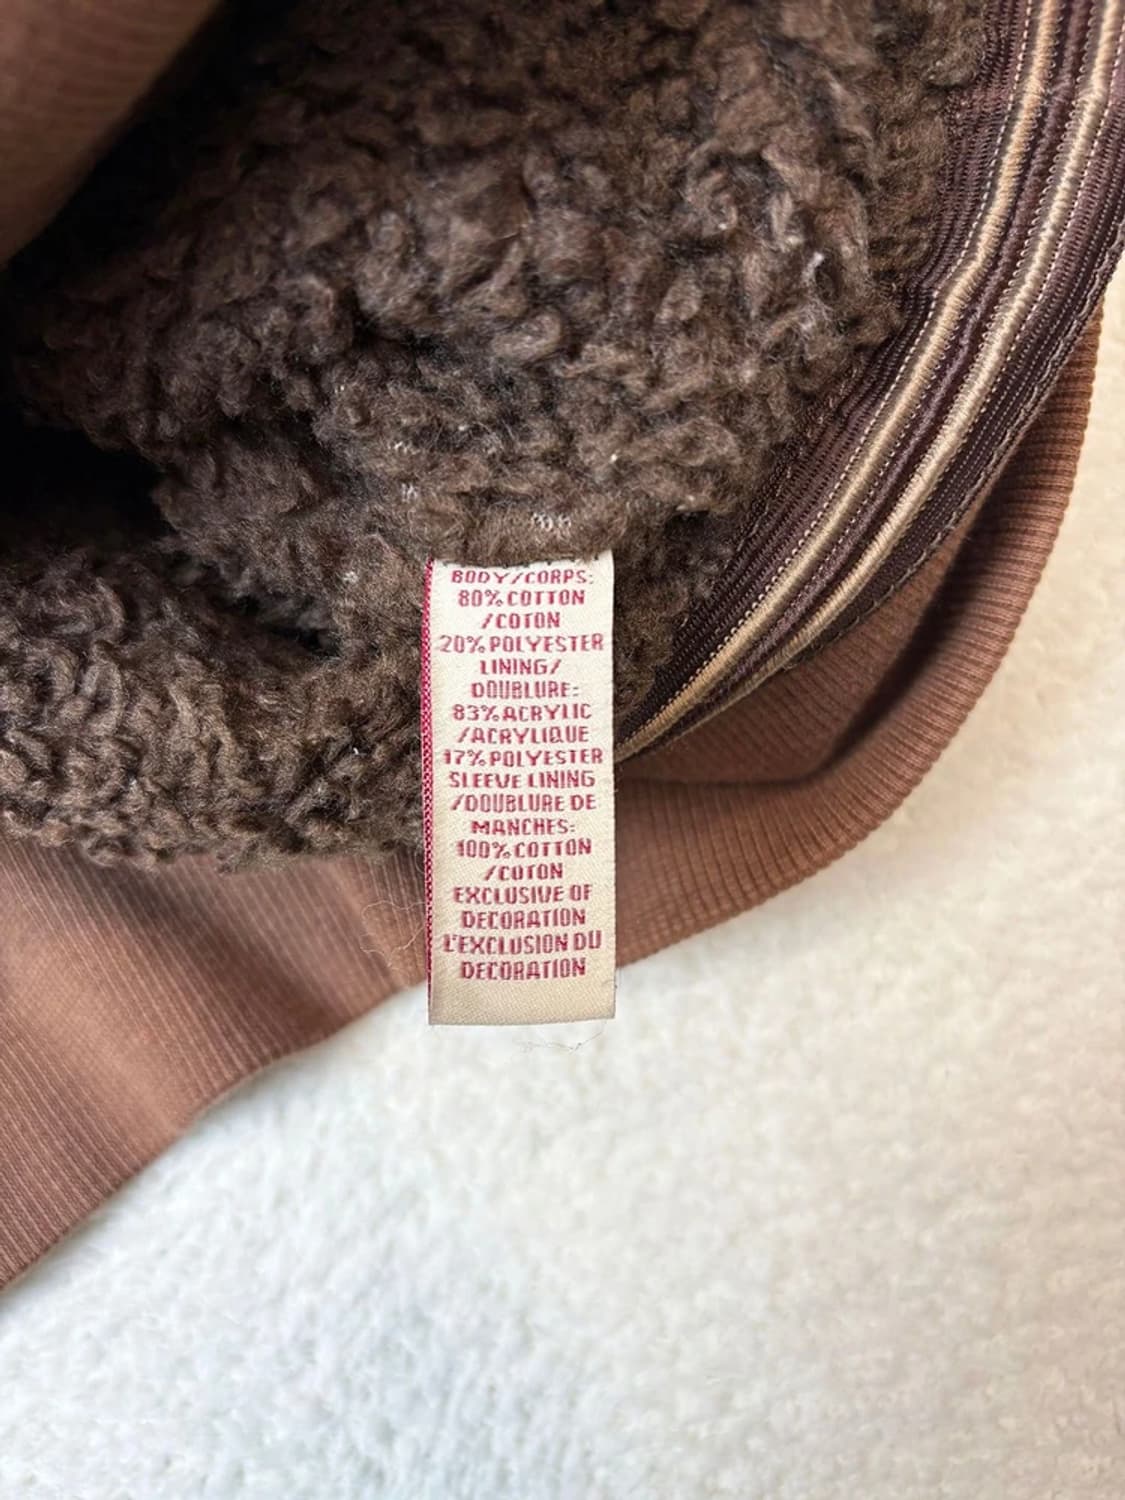 BODY/CORPS:
80% COTTON
/COTON
20% POLYESTER
LINING/
DOUBLURE:
83% ACRYLIC
/ACRYLIQUE
17% POLYESTER
SLEEVE LINING
/DOUBLURE DE
MANCHES:
100% COTTON
/COTON
EXCLUSIVE OF
DECORATION
L'EXCLUSION DU
DECORATION